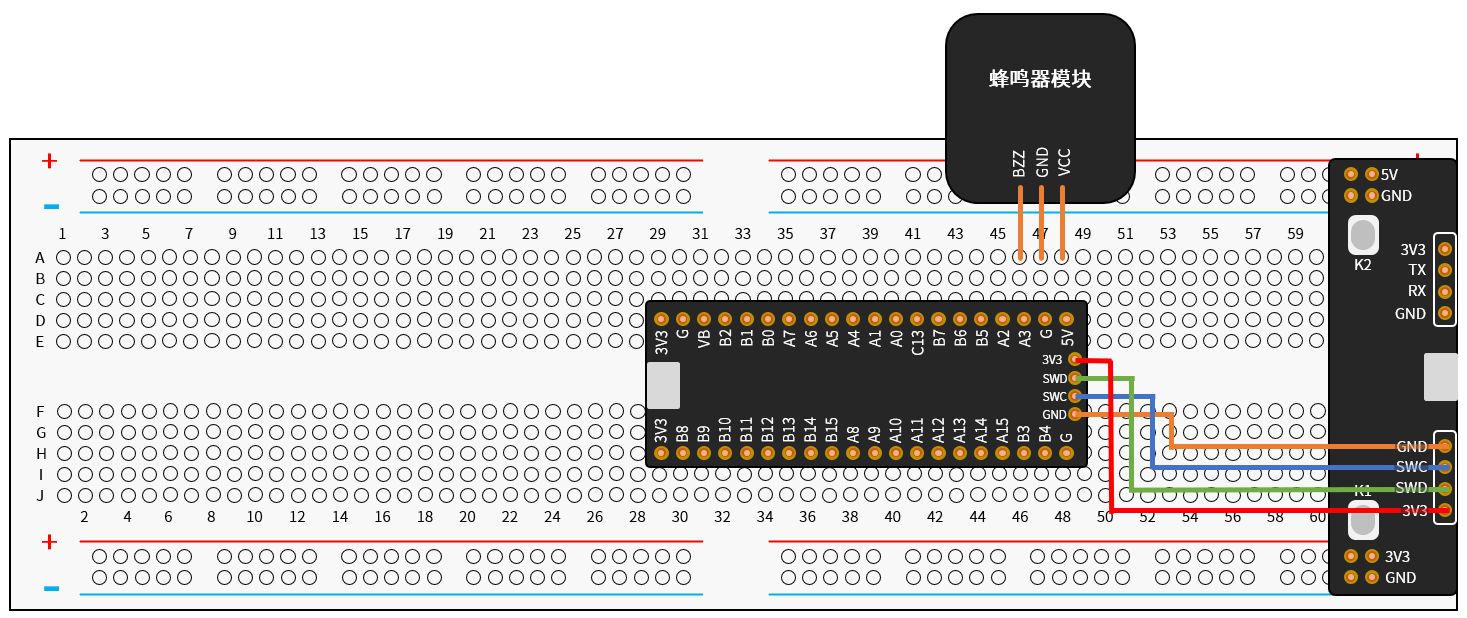 蜂鸣器模块
BZZ GND VCC
+
5V
− GND
1 3 5 7 9 11 13 15 17 19 21 23 25 27 29 31 33 35 37 39 41 43 45 47 49 51 53 55 57 59
K2
3V3
TX
RX
GND
A
B
C
D
E
3V3 G VB B2 B1 B0 A7 A6 A5 A4 A1 A0 C13 B7 B6 B5 A2 A3 G 5V
3V3
SWD
SWC
GND
3V3 B8 B9 B10 B11 B12 B13 B14 B15 A8 A9 A10 A11 A12 A13 A14 A15 B3 B4 G
F
G
H
I
J
GND
SWC
SWD
K1
3V3
2 4 6 8 10 12 14 16 18 20 22 24 26 28 30 32 34 36 38 40 42 44 46 48 50 52 54 56 58 60
+
3V3
− GND